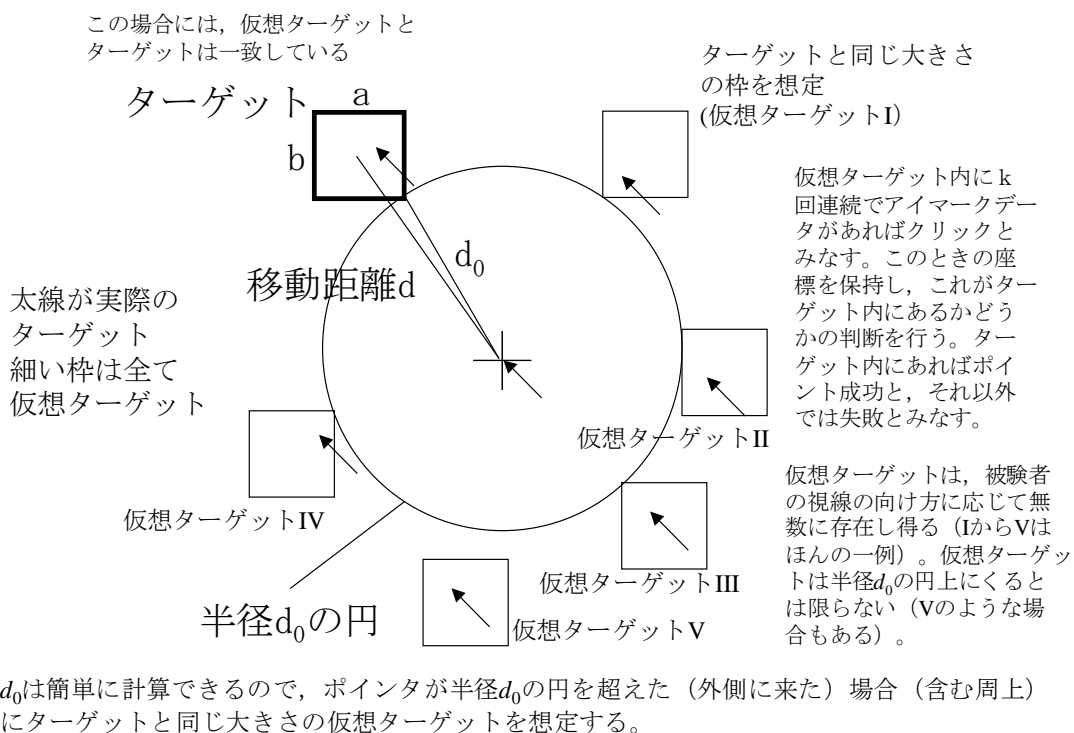 この場合には，仮想ターゲットと
ターゲットは一致している
ターゲット
a
b
ターゲットと同じ大きさ
の枠を想定
(仮想ターゲットI）
仮想ターゲット内にｋ
回連続でアイマークデー
タがあればクリックと
みなす。このときの座
標を保持し，これがター
ゲット内にあるかどう
かの判断を行う。ター
ゲット内にあればポイ
ント成功と，それ以外
では失敗とみなす。
d₀
移動距離d
太線が実際の
ターゲット
細い枠は全て
仮想ターゲット
仮想ターゲットII
仮想ターゲットIV
仮想ターゲットIII
仮想ターゲットV
半径d₀の円
仮想ターゲットは，被験者
の視線の向け方に応じて無
数に存在し得る（IからVは
ほんの一例）。仮想ターゲッ
トは半径d₀の円上にくると
は限らない（Vのような場
合もある）。
d₀は簡単に計算できるので，ポインタが半径d₀の円を超えた（外側に来た）場合（含む周上）
にターゲットと同じ大きさの仮想ターゲットを想定する。